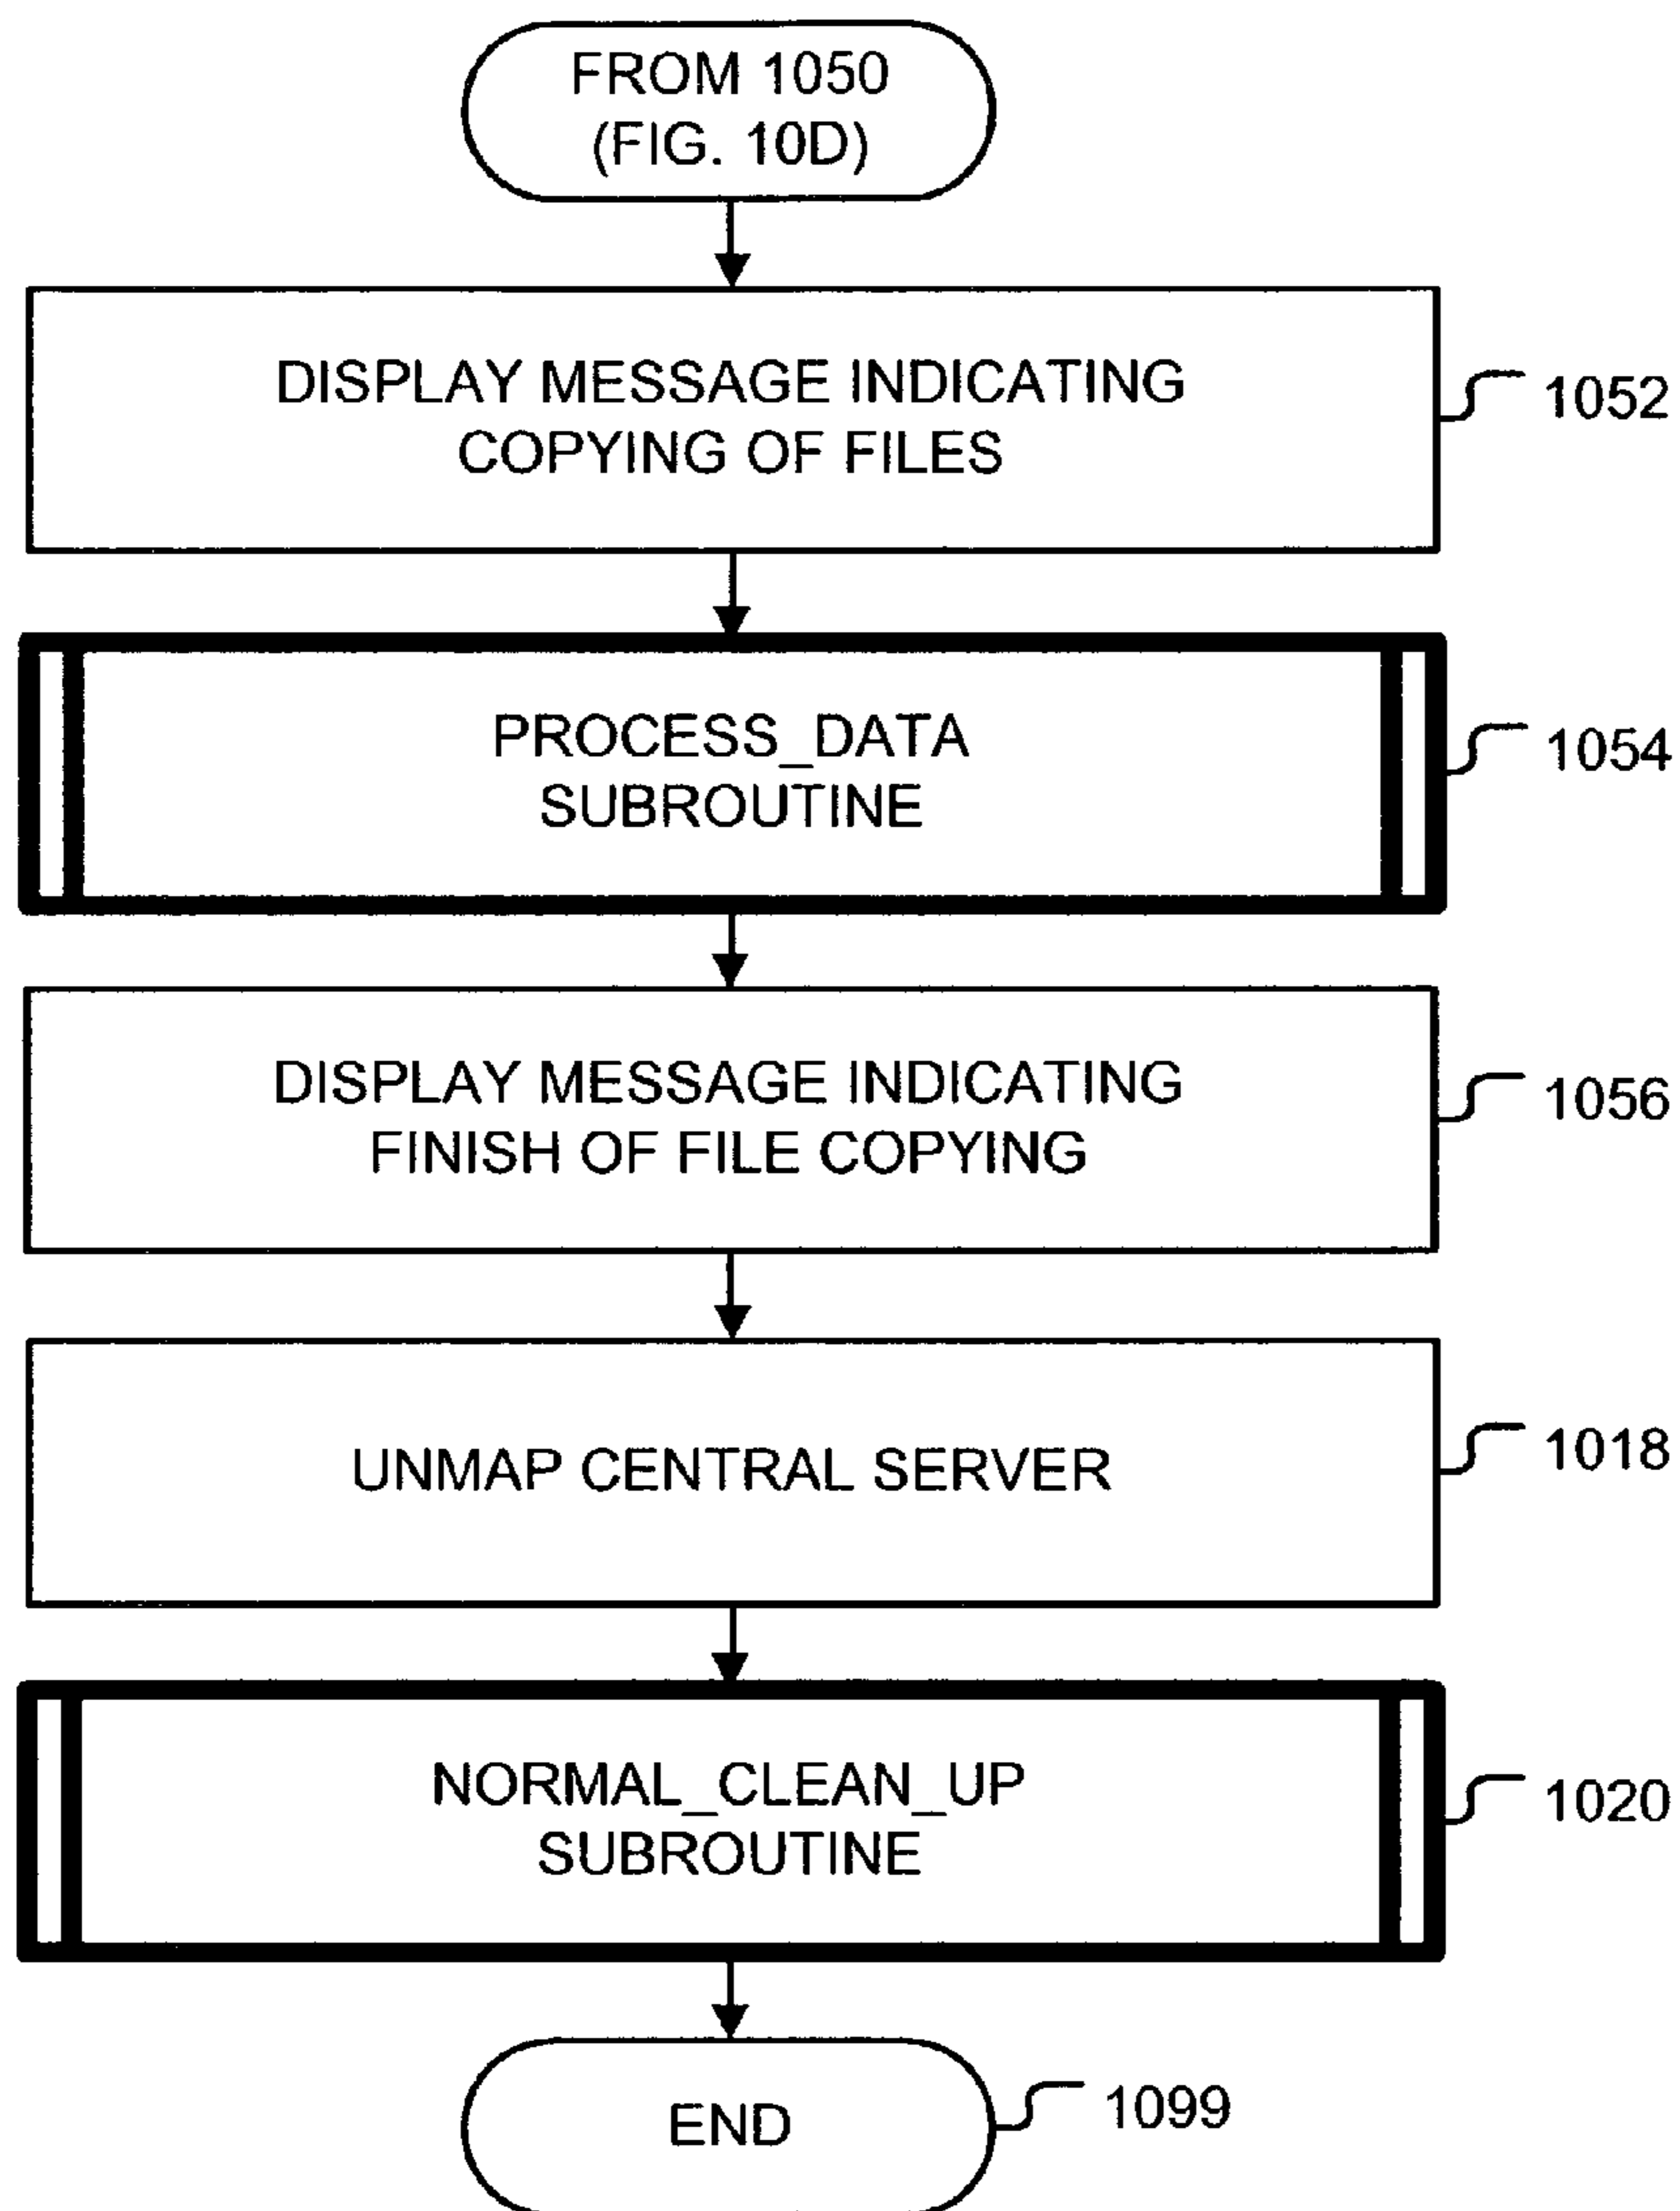 FROM 1050
(FIG. 10D)
DISPLAY MESSAGE INDICATING
COPYING OF FILES
1052
PROCESS_DATA
SUBROUTINE
1054
DISPLAY MESSAGE INDICATING
FINISH OF FILE COPYING
1056
UNMAP CENTRAL SERVER
1018
NORMAL_CLEAN_UP
SUBROUTINE
1020
END
1099